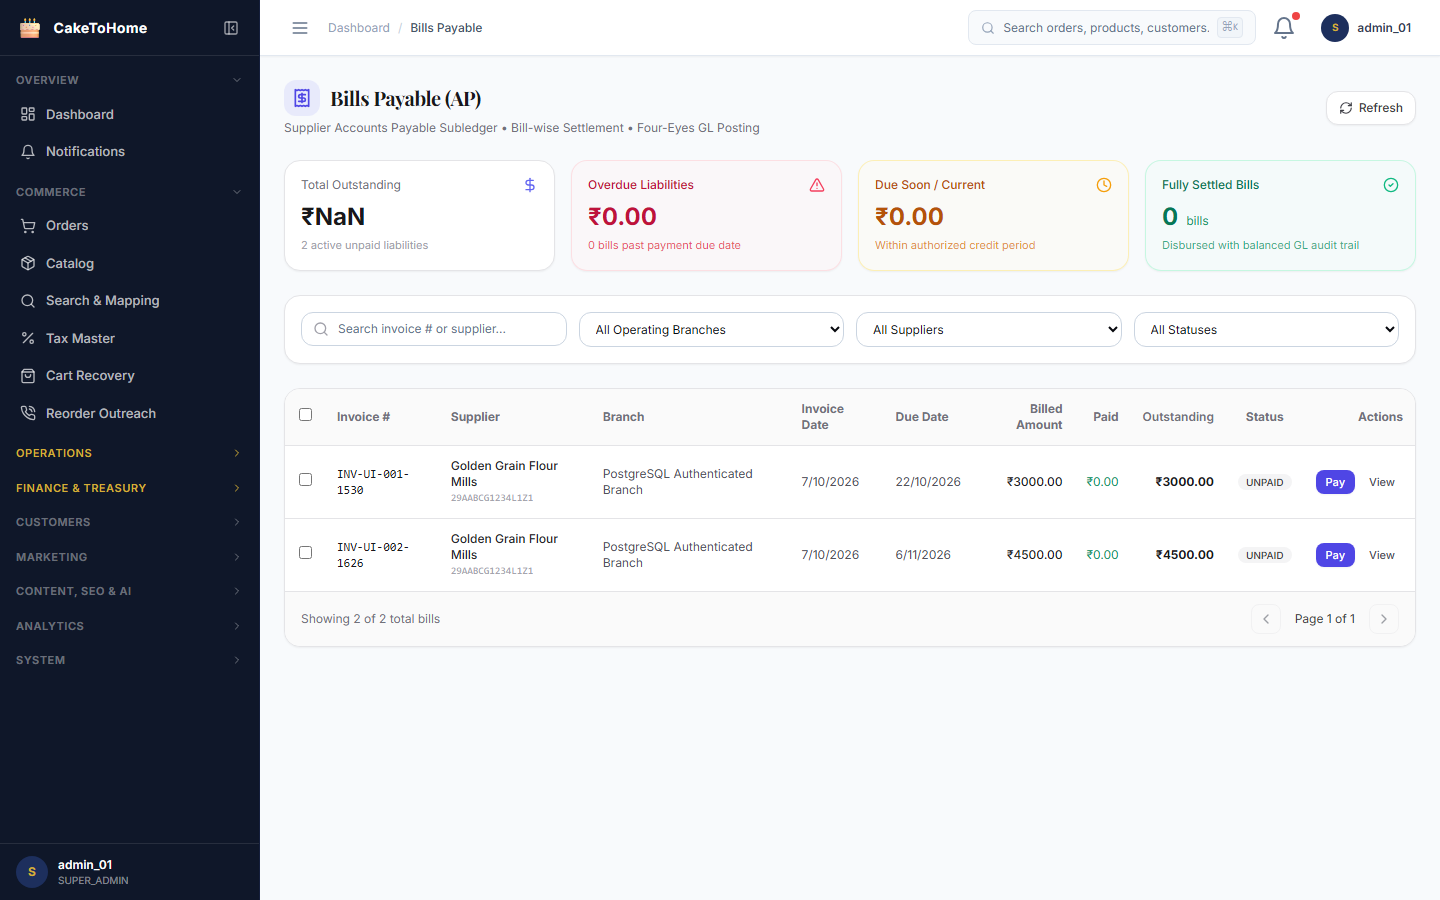 CakeToHome
OVERVIEW
Dashboard
Notifications
COMMERCE
Orders
Catalog
Search & Mapping
Tax Master
Cart Recovery
Reorder Outreach
OPERATIONS
FINANCE & TREASURY
CUSTOMERS
MARKETING
CONTENT, SEO & AI
ANALYTICS
SYSTEM
S admin_01
SUPER_ADMIN
Dashboard / Bills Payable
Search orders, products, customers. ⌘K
S admin_01
Bills Payable (AP)
Supplier Accounts Payable Subledger • Bill-wise Settlement • Four-Eyes GL Posting
Refresh
Total Outstanding
₹NaN
2 active unpaid liabilities
Overdue Liabilities
₹0.00
0 bills past payment due date
Due Soon / Current
₹0.00
Within authorized credit period
Fully Settled Bills
0 bills
Disbursed with balanced GL audit trail
Search invoice # or supplier...
All Operating Branches
All Suppliers
All Statuses
Invoice # Supplier Branch Invoice Date Due Date Billed Amount Paid Outstanding Status Actions
INV-UI-001-1530 Golden Grain Flour Mills 29AABCG1234L1Z1 PostgreSQL Authenticated Branch 7/10/2026 22/10/2026 ₹3000.00 ₹0.00 ₹3000.00 UNPAID Pay View
INV-UI-002-1626 Golden Grain Flour Mills 29AABCG1234L1Z1 PostgreSQL Authenticated Branch 7/10/2026 6/11/2026 ₹4500.00 ₹0.00 ₹4500.00 UNPAID Pay View
Showing 2 of 2 total bills
Page 1 of 1